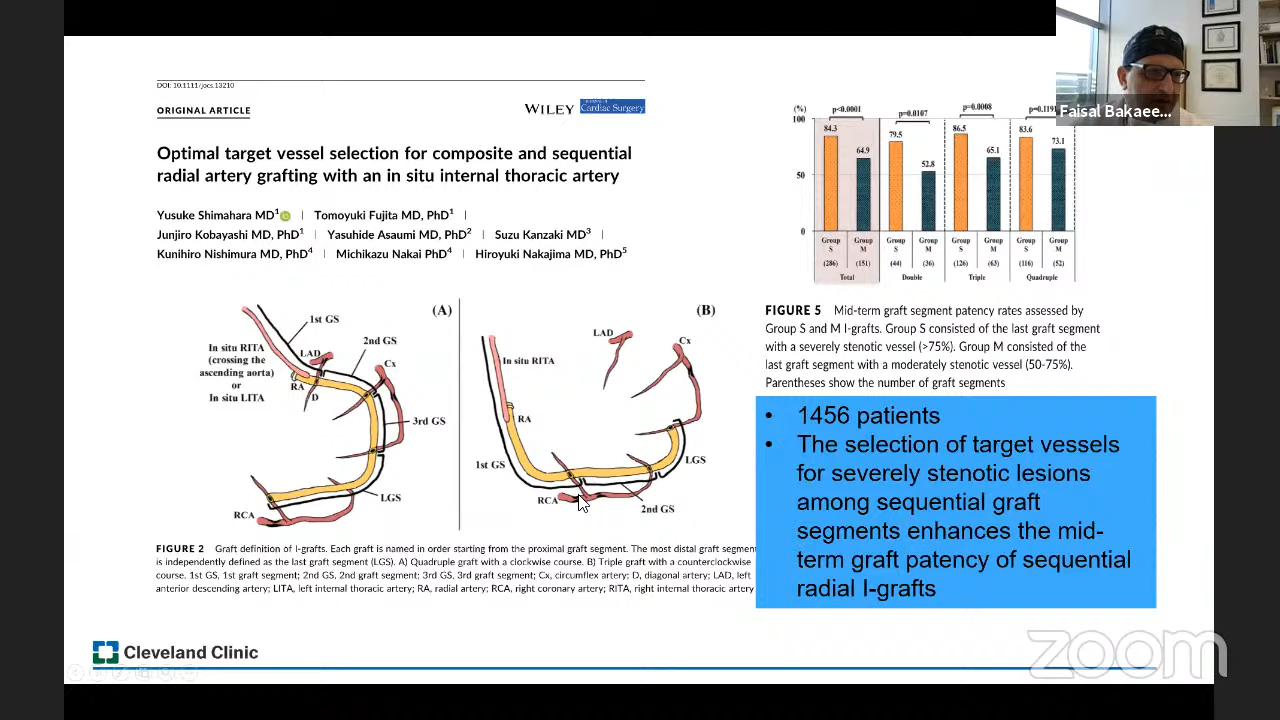 DOI: 10.1111/jocs.13210
ORIGINAL ARTICLE
WILEY
Cardiac Surgery
Optimal target vessel selection for composite and sequential
radial artery grafting with an in situ internal thoracic artery
Yusuke Shimahara MD1 | Tomoyuki Fujita MD, PhD1 |
Junjiro Kobayashi MD, PhD1 | Yasuhide Asaumi MD, PhD2 | Suzu Kanzaki MD3 |
Kunihiro Nishimura MD, PhD4 | Michikazu Nakai PhD4 | Hiroyuki Nakajima MD, PhD5
(A)
1st GS
2nd GS
In situ RITA
(crossing the
ascending aorta)
or
In situ LITA
LAD
Cx
RA
D
3rd GS
LGS
RCA
(B)
LAD
Cx
In situ RITA
RA
1st GS
LGS
RCA
2nd GS
FIGURE 2 Graft definition of I-grafts. Each graft is named in order starting from the proximal graft segment. The most distal graft segment
is independently defined as the last graft segment (LGS). A) Quadruple graft with a clockwise course. B) Triple graft with a counterclockwise
course. 1st GS, 1st graft segment; 2nd GS, 2nd graft segment; 3rd GS, 3rd graft segment; Cx, circumflex artery; D, diagonal artery; LAD, left
anterior descending artery; LITA, left internal thoracic artery; RA, radial artery; RCA, right coronary artery; RITA, right internal thoracic artery
(%)
p<0.0001 p=0.0107 p=0.0008 p=0.1191
100
84.3 64.9 79.5 52.8 86.5 65.1 83.6 73.1
50
0
Group Group Group Group Group Group Group Group
S M S M S M S M
(286) (151) (44) (36) (126) (63) (116) (52)
Total Double Triple Quadruple
FIGURE 5 Mid-term graft segment patency rates assessed by
Group S and M I-grafts. Group S consisted of the last graft segment
with a severely stenotic vessel (>75%). Group M consisted of the
last graft segment with a moderately stenotic vessel (50-75%).
Parentheses show the number of graft segments
• 1456 patients
• The selection of target vessels
for severely stenotic lesions
among sequential graft
segments enhances the mid-
term graft patency of sequential
radial I-grafts
Cleveland Clinic
zoom
Faisal Bakaee...